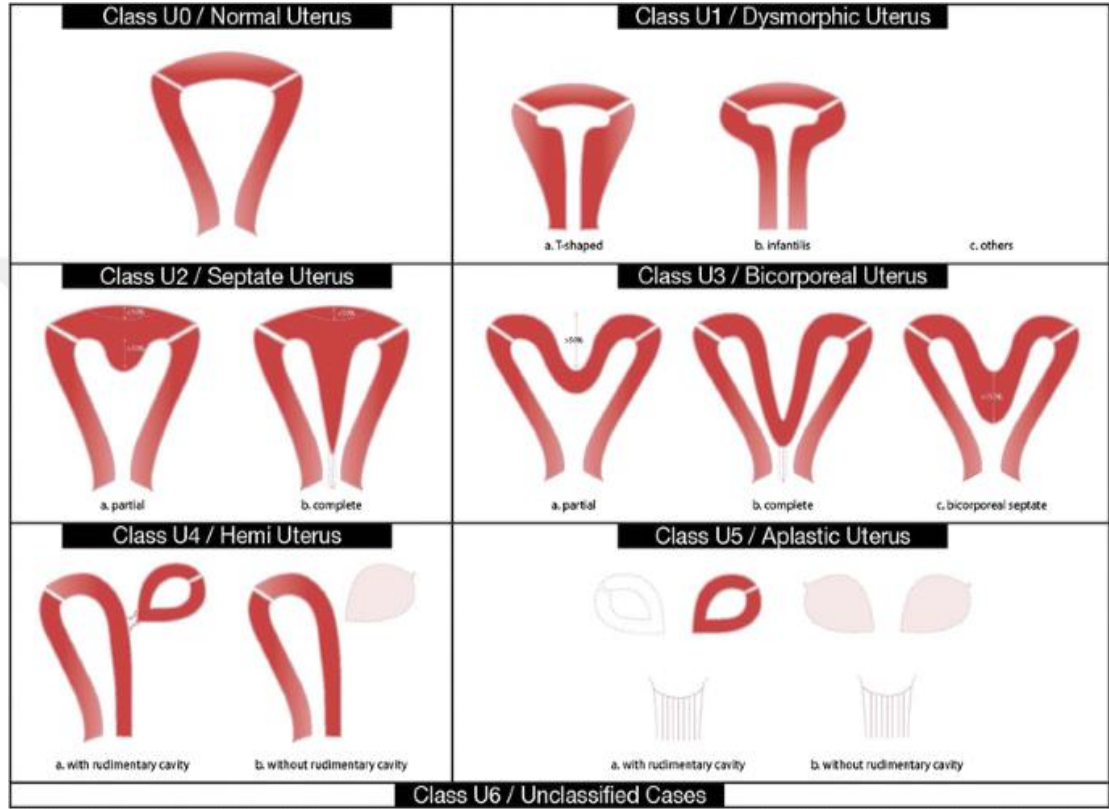 Class U0 / Normal Uterus
Class U1 / Dysmorphic Uterus
a. T-shaped
b. infantilis
c. others
Class U2 / Septate Uterus
a. partial
b. complete
Class U3 / Bicorporeal Uterus
>50%
a. partial
b. complete
c. bicorporeal septate
Class U4 / Hemi Uterus
a. with rudimentary cavity
b. without rudimentary cavity
Class U5 / Aplastic Uterus
a. with rudimentary cavity
b. without rudimentary cavity
Class U6 / Unclassified Cases